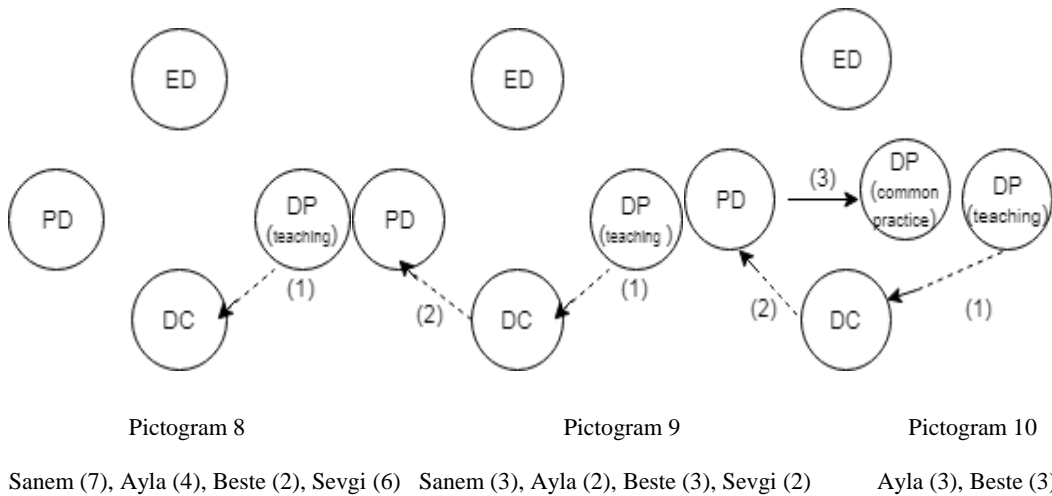 ED
PD
DP
(teaching)
DC
(1)
Pictogram 8
Sanem (7), Ayla (4), Beste (2), Sevgi (6)
ED
PD
DP
(teaching )
DC
(1)
(2)
Pictogram 9
Sanem (3), Ayla (2), Beste (3), Sevgi (2)
ED
PD
(3)
DP
(common
practice)
DP
(teaching)
DC
(2)
(1)
Pictogram 10
Ayla (3), Beste (3)